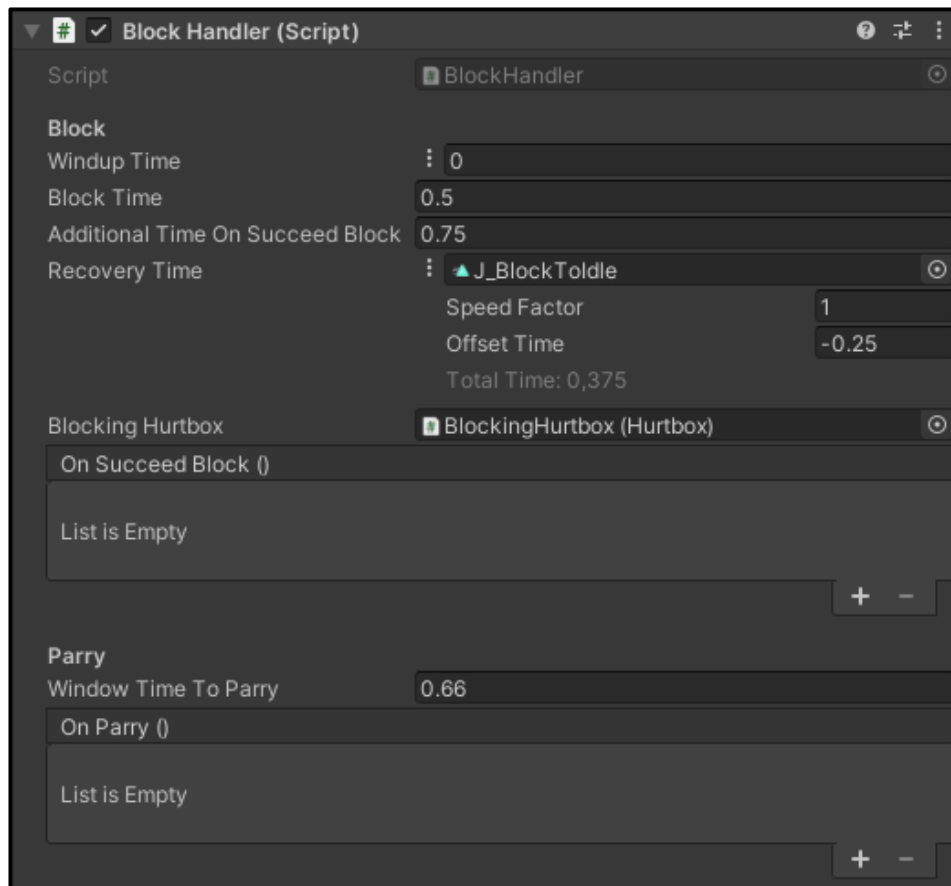 Block Handler (Script)
Script BlockHandler
Block
Windup Time 0
Block Time 0.5
Additional Time On Succeed Block 0.75
Recovery Time J_BlockToIdle
Speed Factor 1
Offset Time -0.25
Total Time: 0,375
Blocking Hurtbox BlockingHurtbox (Hurtbox)
On Succeed Block ()
List is Empty
Parry
Window Time To Parry 0.66
On Parry ()
List is Empty